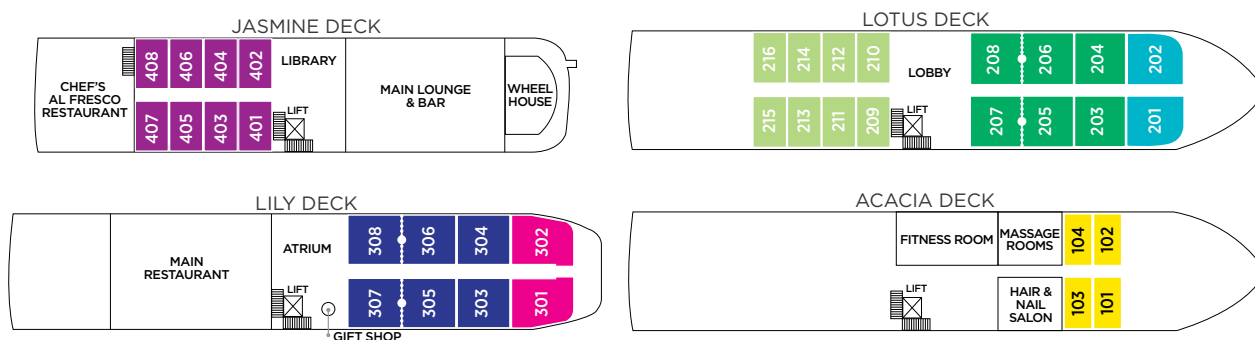 JASMINE DECK
408 406 404 402
LIBRARY
CHEF'S
AL FRESCO
RESTAURANT
MAIN LOUNGE
& BAR
WHEEL
HOUSE
LIFT
407 405 403 401
LOTUS DECK
216 214 212 210
LOBBY
208 206 204 202
LIFT
215 213 211 209
207 205 203 201
LILY DECK
MAIN
RESTAURANT
ATRIUM
308 306 304 302
LIFT
307 305 303 301
GIFT SHOP
ACACIA DECK
FITNESS ROOM
MASSAGE
ROOMS
104 102
LIFT
HAIR &
NAIL
SALON
103 101